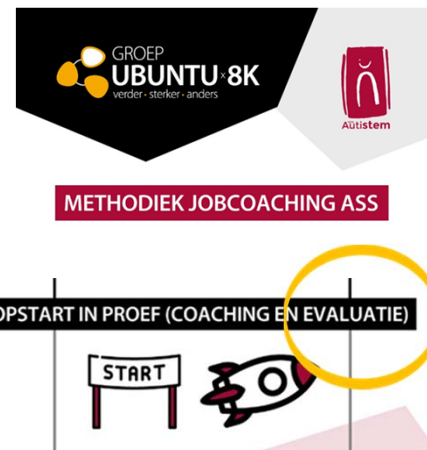 GROEP
UBUNTU × 8K
verder • sterker • anders
Autistem
METHODIEK JOBCOACHING ASS
OPSTART IN PROEF (COACHING EN EVALUATIE)
START